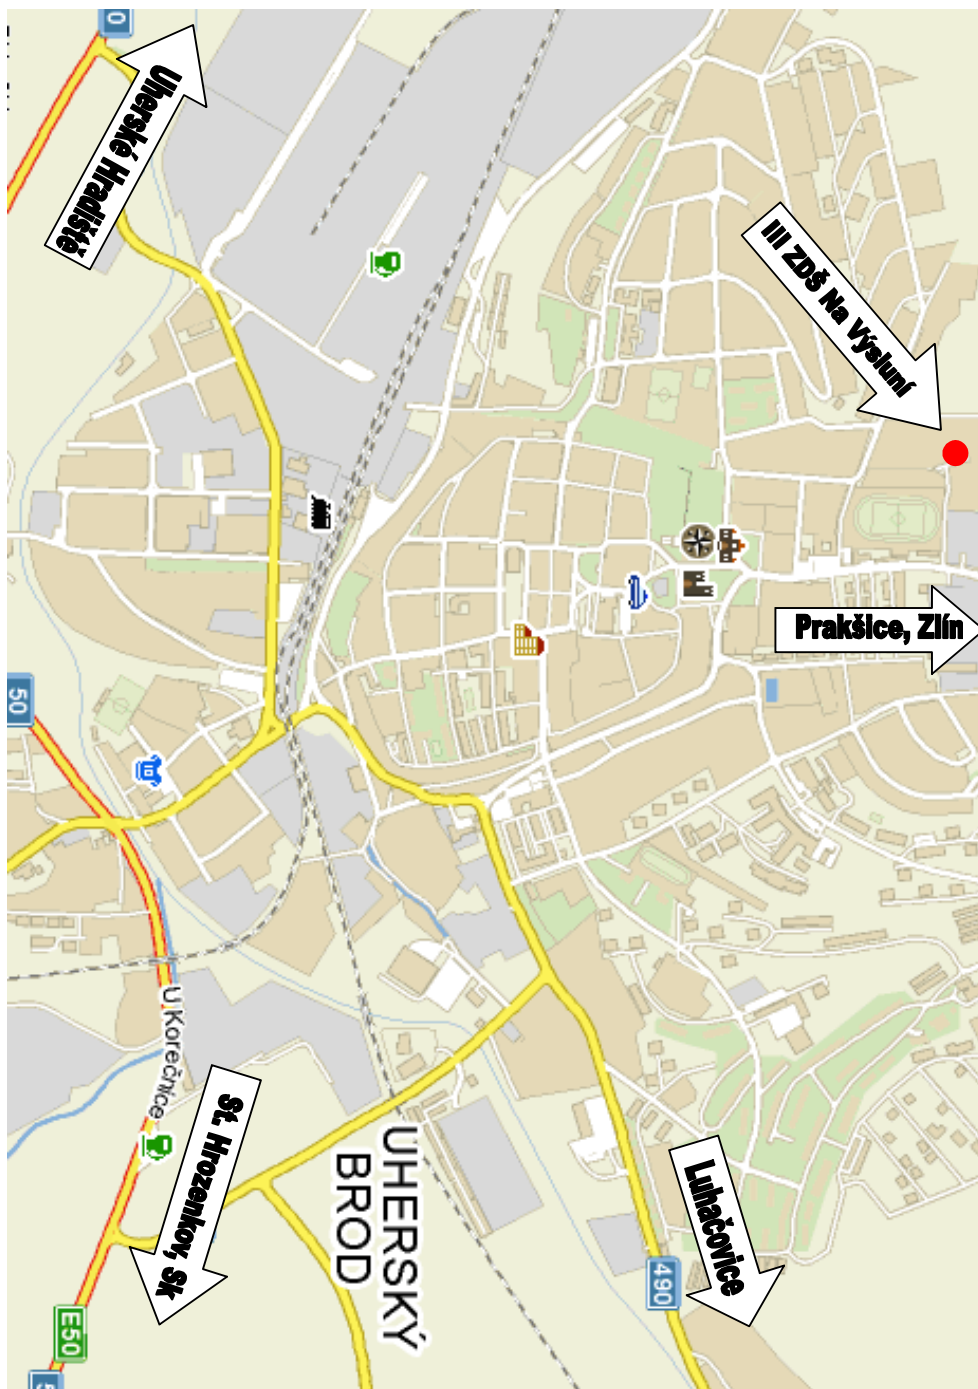 Uherské Hradiště
III ZDŠ Na Výsluní
Prakšice, Zlín
50
U Korečnice
St. Hrozenkov, SK
UHERSKÝ
BROD
Luhačovice
490
E50